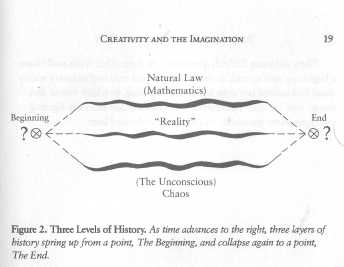 CREATIVITY AND THE IMAGINATION 19
Natural Law
(Mathematics)
Beginning
"Reality"
End
?
?
(The Unconscious)
Chaos
Figure 2. Three Levels of History. As time advances to the right, three layers of
history spring up from a point, The Beginning, and collapse again to a point,
The End.